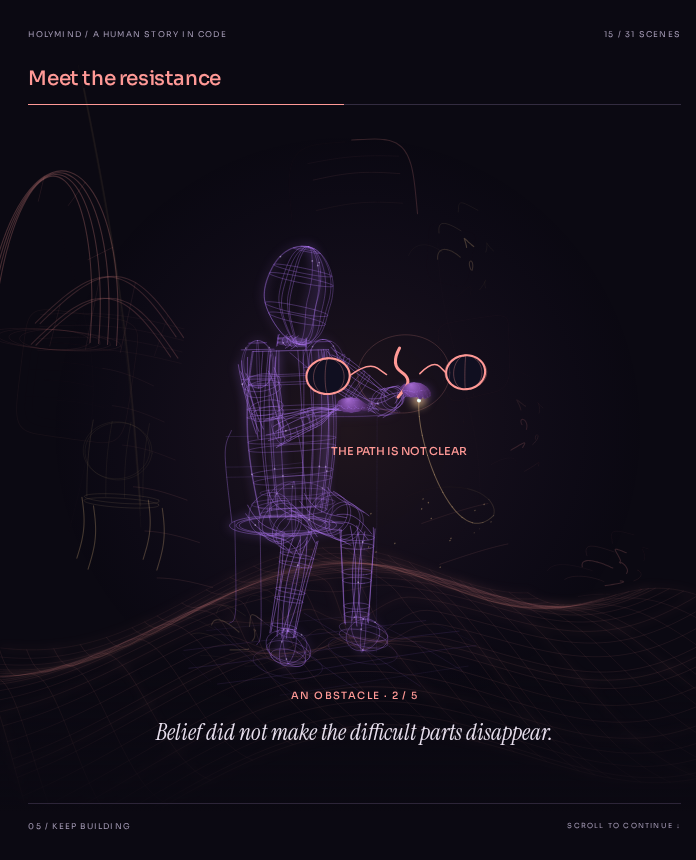 HOLYMIND / A HUMAN STORY IN CODE
15 / 31 SCENES
Meet the resistance
THE PATH IS NOT CLEAR
AN OBSTACLE · 2 / 5
Belief did not make the difficult parts disappear.
05 / KEEP BUILDING
SCROLL TO CONTINUE ↓